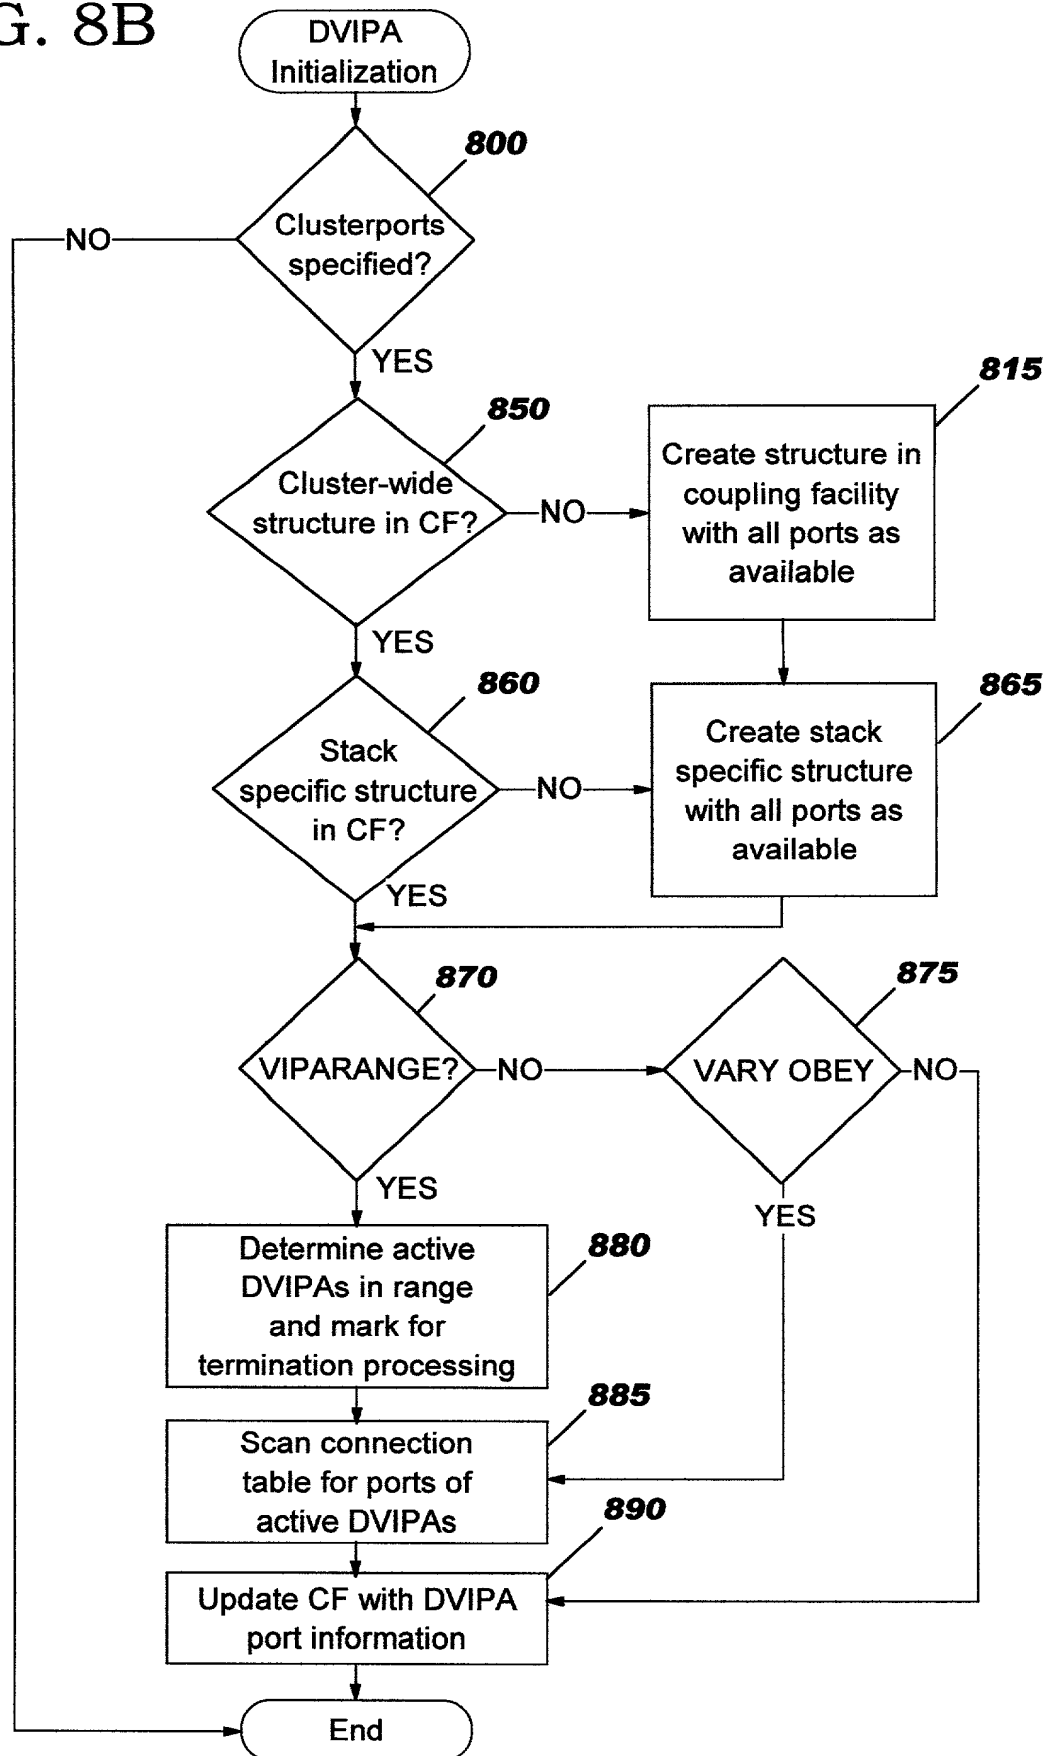 G. 8B
DVIPA
Initialization
800
Clusterports
specified?
NO
YES
850
Cluster-wide
structure in CF?
NO
815
Create structure in
coupling facility
with all ports as
available
YES
860
Stack
specific structure
in CF?
NO
865
Create stack
specific structure
with all ports as
available
YES
870
VIPARANGE?
NO
875
VARY OBEY
NO
YES
YES
880
Determine active
DVIPAs in range
and mark for
termination processing
885
Scan connection
table for ports of
active DVIPAs
890
Update CF with DVIPA
port information
End